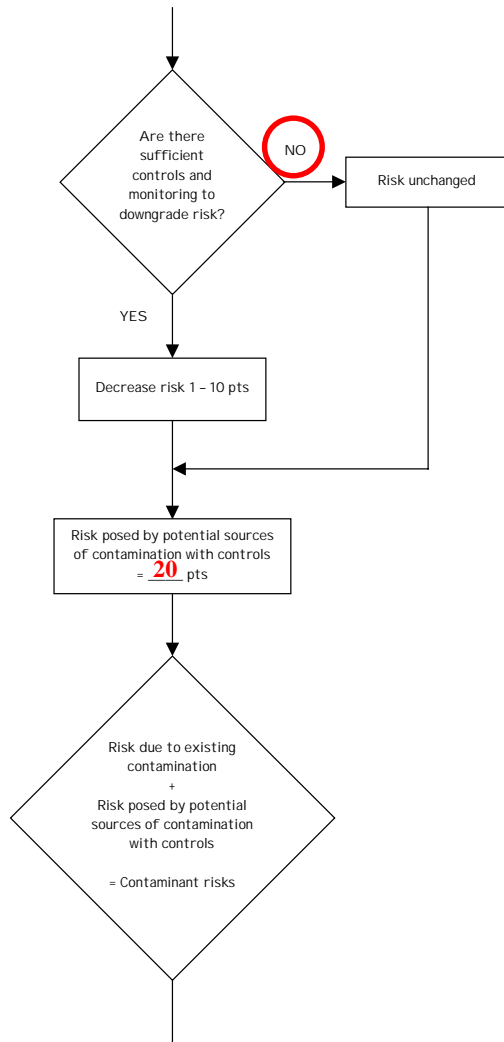 Are there
sufficient
controls and
monitoring to
downgrade risk?
NO
Risk unchanged
YES
Decrease risk 1 – 10 pts
Risk posed by potential sources
of contamination with controls
= 20 pts
Risk due to existing
contamination
+
Risk posed by potential
sources of contamination
with controls
= Contaminant risks